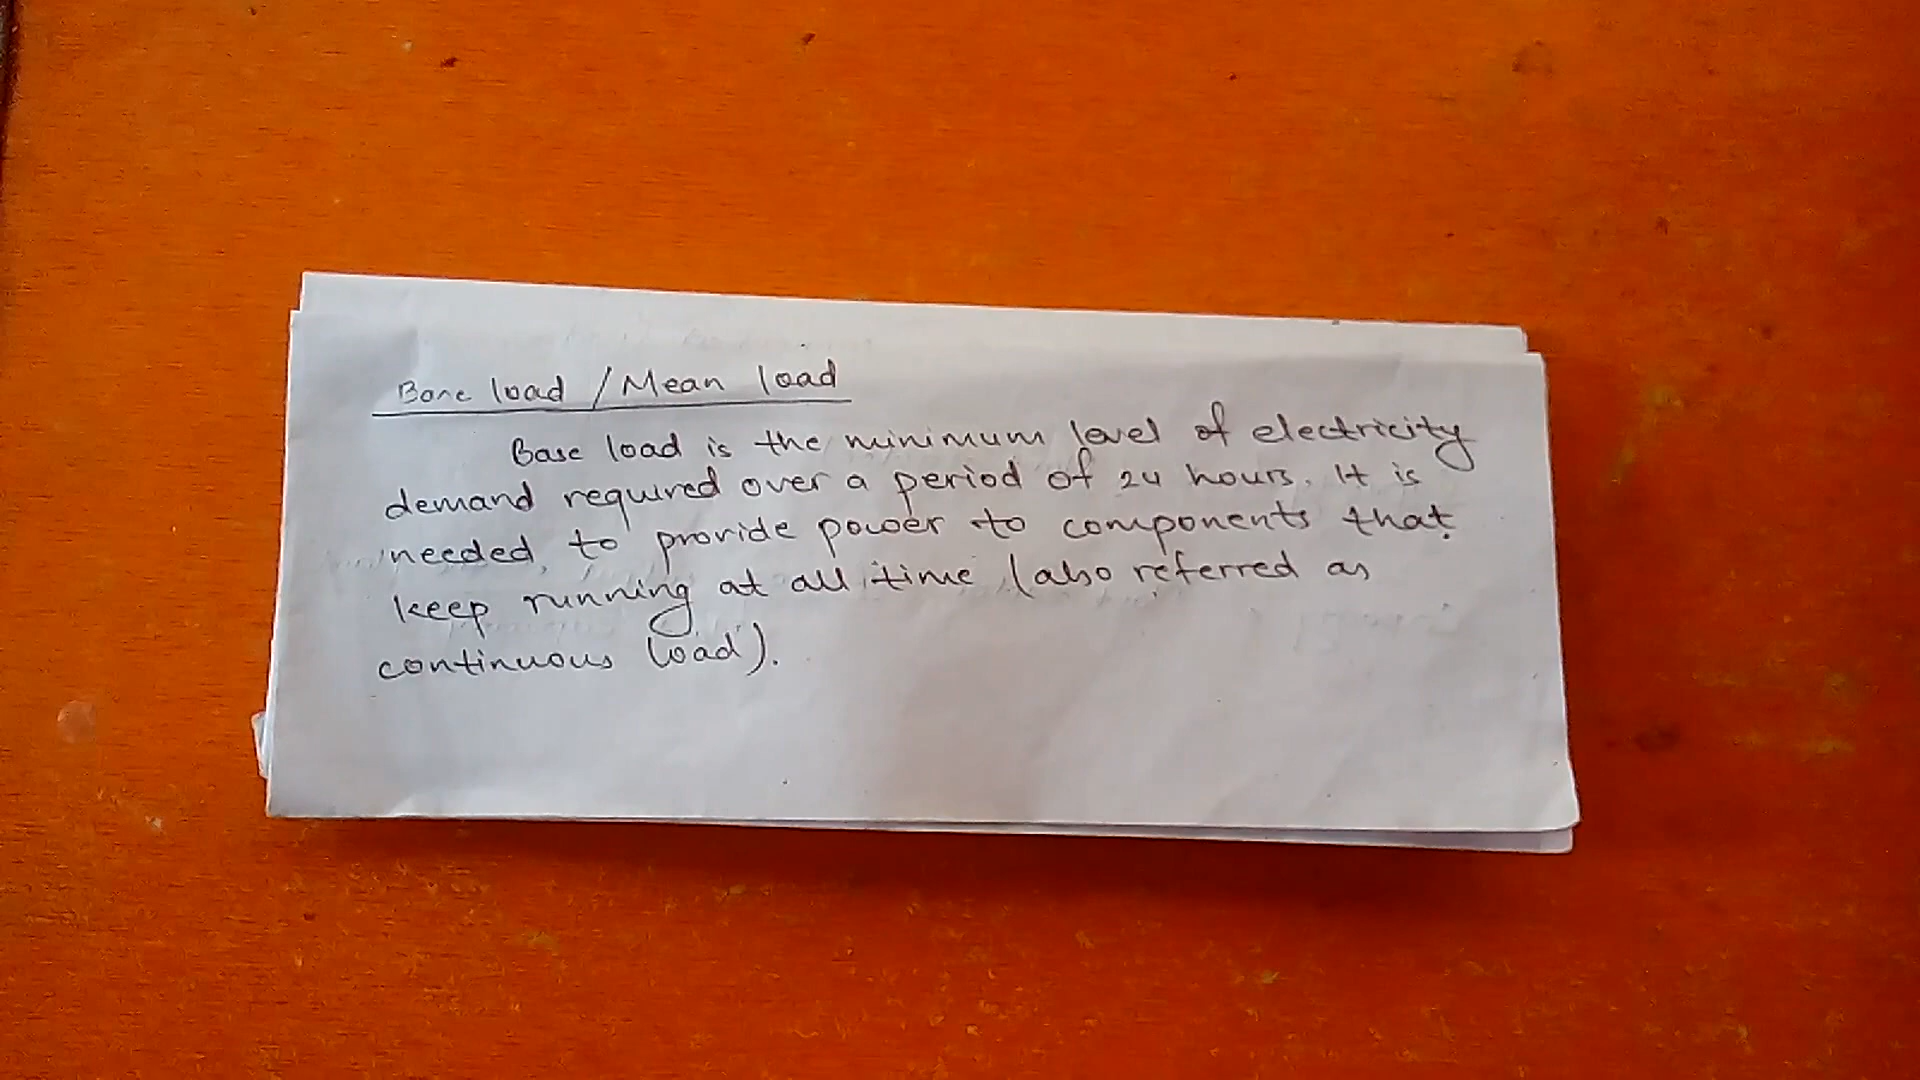 Base load / Mean load
Base load is the minimum level of electricity
demand required over a period of 24 hours. It is
needed to provide power to components that
keep running at all time (also referred as
continuous load).